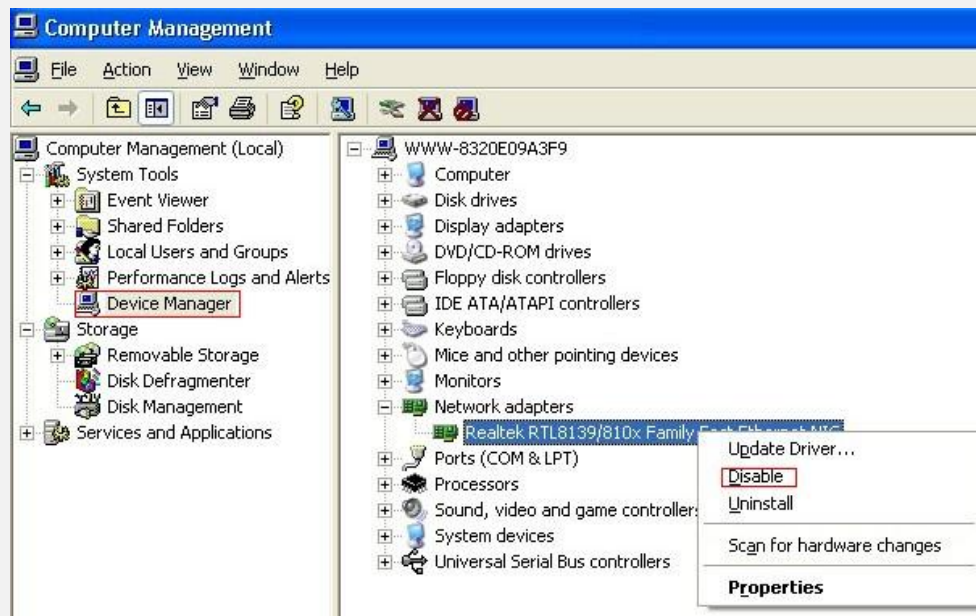 Computer Management
File Action View Window Help
Computer Management (Local)
System Tools
Event Viewer
Shared Folders
Local Users and Groups
Performance Logs and Alerts
Device Manager
Storage
Removable Storage
Disk Defragmenter
Disk Management
Services and Applications
WWW-8320E09A3F9
Computer
Disk drives
Display adapters
DVD/CD-ROM drives
Floppy disk controllers
IDE ATA/ATAPI controllers
Keyboards
Mice and other pointing devices
Monitors
Network adapters
Realtek RTL8139/810x Family Fast Ethernet NIC
Ports (COM & LPT)
Processors
Sound, video and game controllers
System devices
Universal Serial Bus controllers
Update Driver...
Disable
Uninstall
Scan for hardware changes
Properties